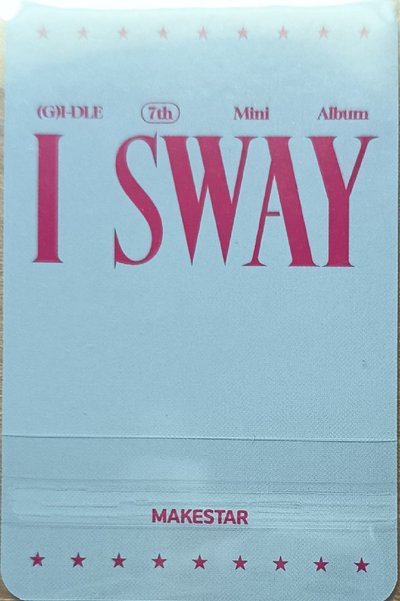 (G)I-DLE 7th Mini Album
I SWAY
MAKESTAR